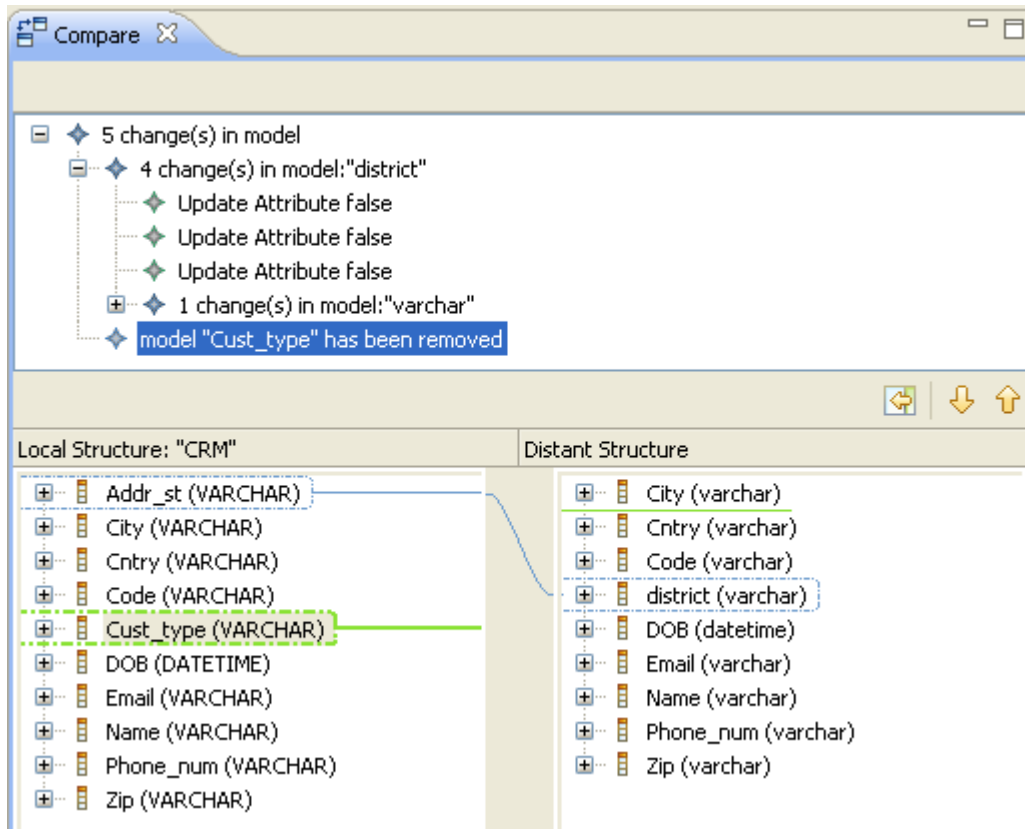 Compare
5 change(s) in model
4 change(s) in model:"district"
Update Attribute false
Update Attribute false
Update Attribute false
1 change(s) in model:"varchar"
model "Cust_type" has been removed
Local Structure: "CRM"
Distant Structure
Addr_st (VARCHAR)
City (VARCHAR)
Cntry (VARCHAR)
Code (VARCHAR)
Cust_type (VARCHAR)
DOB (DATETIME)
Email (VARCHAR)
Name (VARCHAR)
Phone_num (VARCHAR)
Zip (VARCHAR)
City (varchar)
Cntry (varchar)
Code (varchar)
district (varchar)
DOB (datetime)
Email (varchar)
Name (varchar)
Phone_num (varchar)
Zip (varchar)